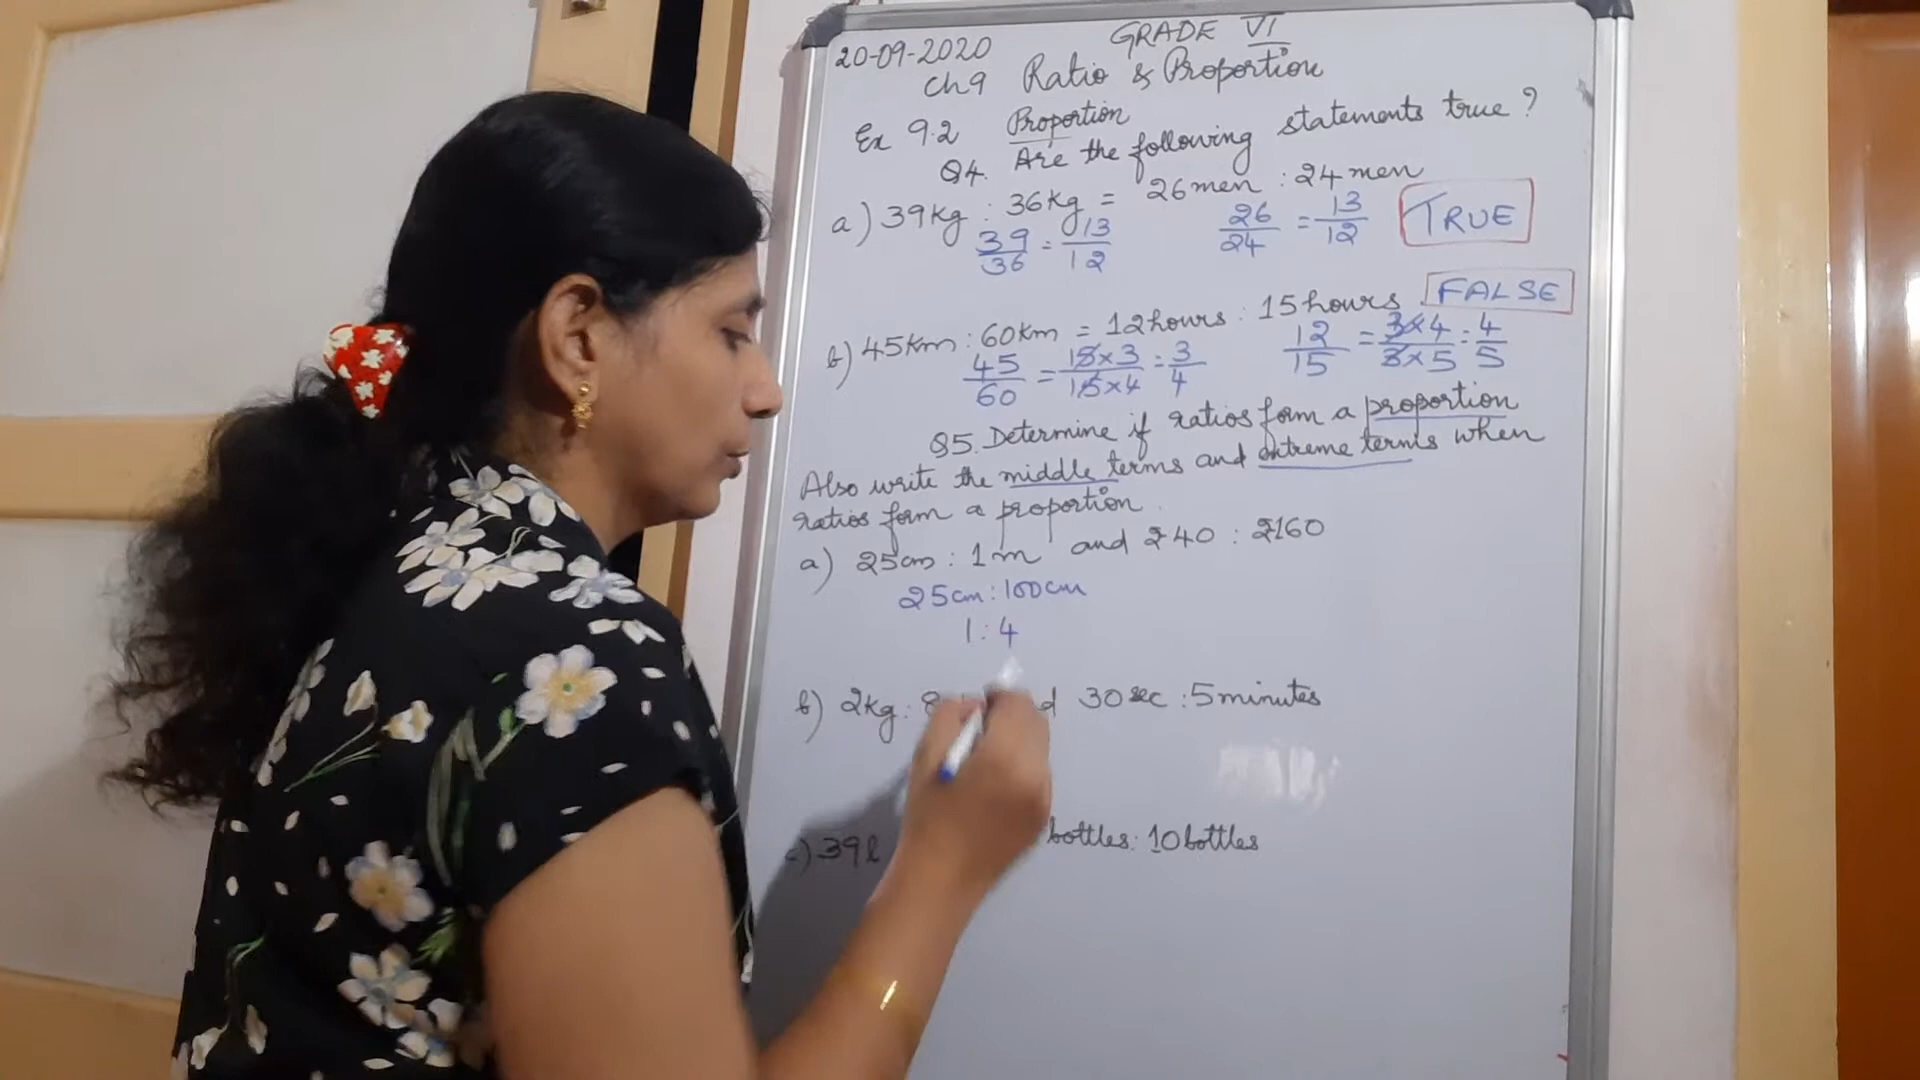 20-09-2020
GRADE VI
Ch 9 Ratio & Proportion
Ex 9.2 Proportion
Q4. Are the following statements true?
a) 39kg : 36kg = 26men : 24men
39/36 = 13/12 26/24 = 13/12 TRUE
b) 45km : 60km = 12hours : 15hours FALSE
45/60 = 15×3/15×4 = 3/4 12/15 = 3×4/3×5 = 4/5
Q5. Determine if ratios form a proportion
Also write the middle terms and extreme terms when
ratios form a proportion.
a) 25cm : 1m and ₹40 : ₹160
25cm : 100cm
1 : 4
b) 2kg : 8 30sec : 5minutes
c) 39l bottles : 10bottles